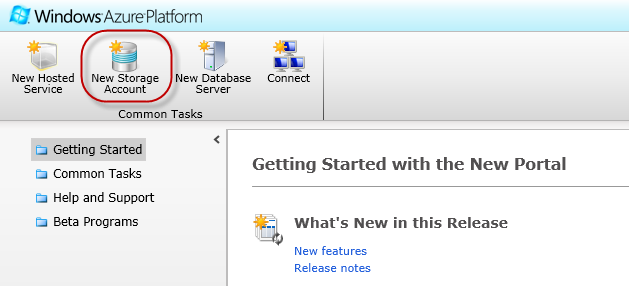 Windows Azure Platform
New Hosted
Service
New Storage
Account
New Database
Server
Connect
Common Tasks
Getting Started
Common Tasks
Help and Support
Beta Programs
Getting Started with the New Portal
What's New in this Release
New features
Release notes